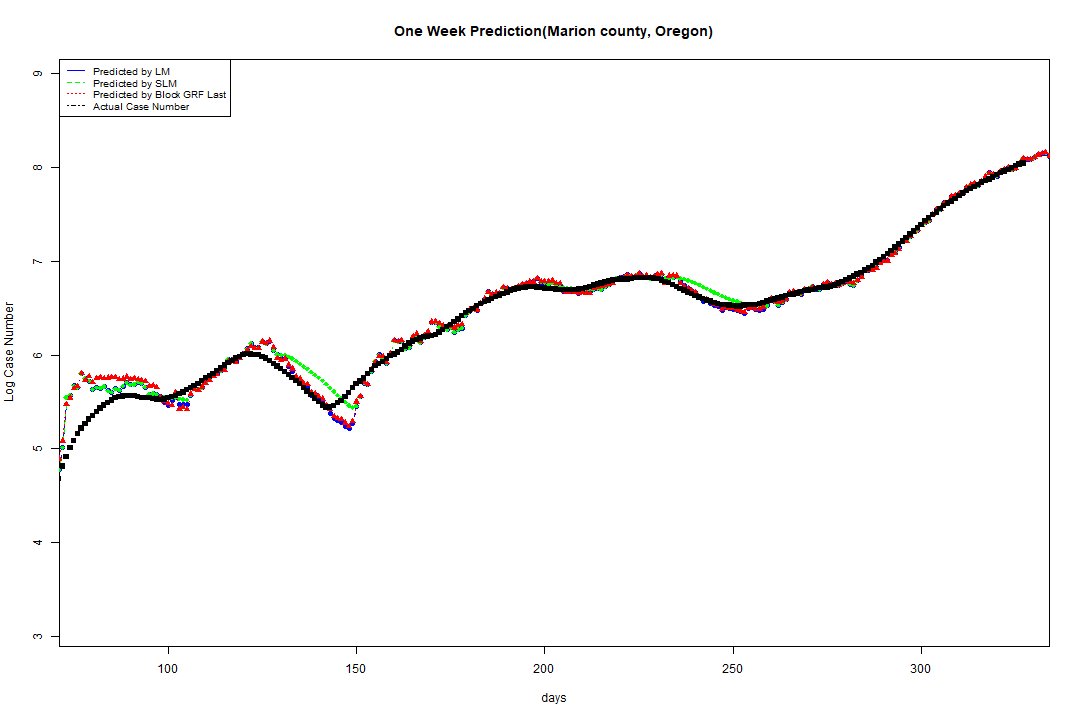 One Week Prediction(Marion county, Oregon)
Predicted by LM
Predicted by SLM
Predicted by Block GRF Last
Actual Case Number
9
8
7
6
5
4
3
Log Case Number
100 150 200 250 300
days